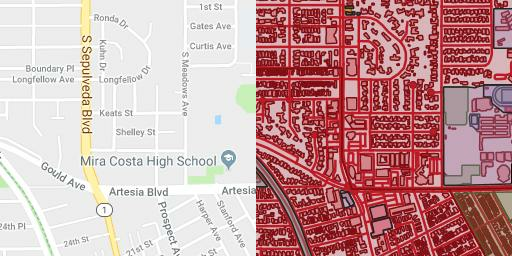 1st St
Ronda Dr
Gates Ave
Kuhn Dr
Curtis Ave
S Sepulveda Blvd
S Meadows Ave
Boundary Pl
Longfellow Ave
Longfellow Dr
Keats St
Shelley St
Mira Costa High School
Gould Ave
Artesia Blvd
Artesia
1
Prospect Av
Harper Ave
Stanford Ave
24th Pl
24th St
21st St